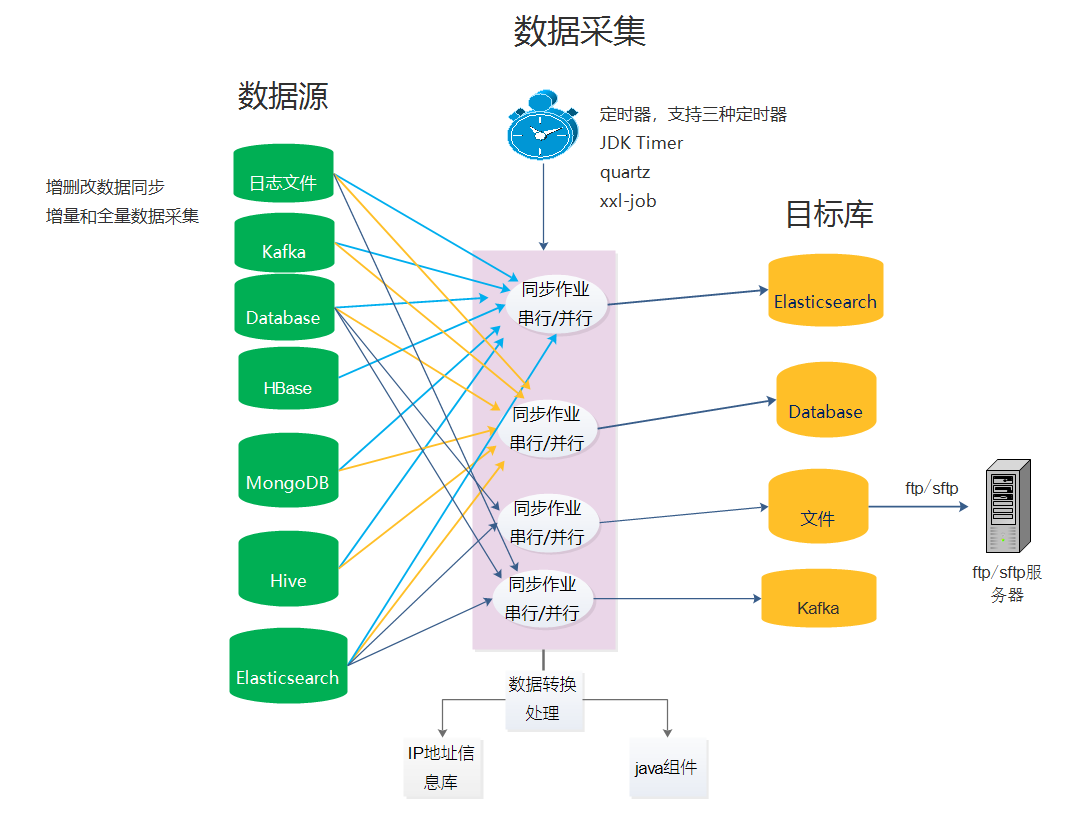 数据采集
数据源
定时器，支持三种定时器
JDK Timer
quartz
xxl-job
增删改数据同步
增量和全量数据采集
目标库
日志文件
Kafka
Database
HBase
MongoDB
Hive
Elasticsearch
同步作业
串行/并行
同步作业
串行/并行
同步作业
串行/并行
同步作业
串行/并行
Elasticsearch
Database
文件
Kafka
ftp/sftp
ftp/sftp服
务器
数据转换
处理
IP地址信
息库
java组件